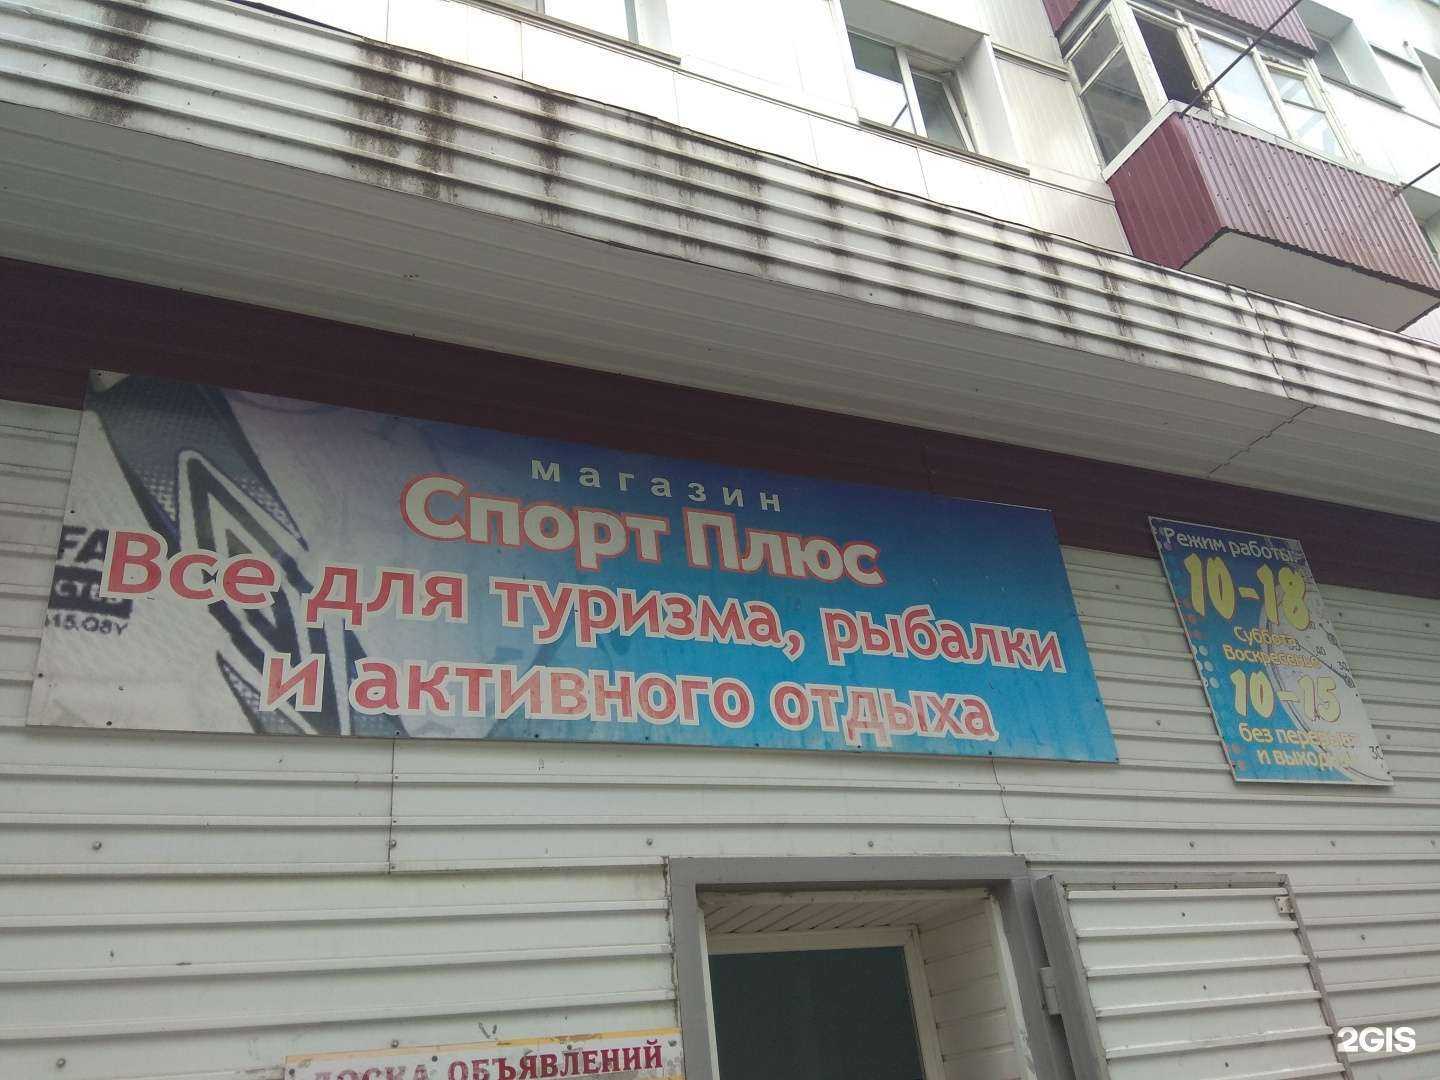 магазин
Спорт Плюс
Все для туризма, рыбалки
и активного отдыха
Режим работы:
10-18
Суббота
Воскресенье
10-15
без перерыва
и выходных
ДОСКА ОБЪЯВЛЕНИЙ
2GIS